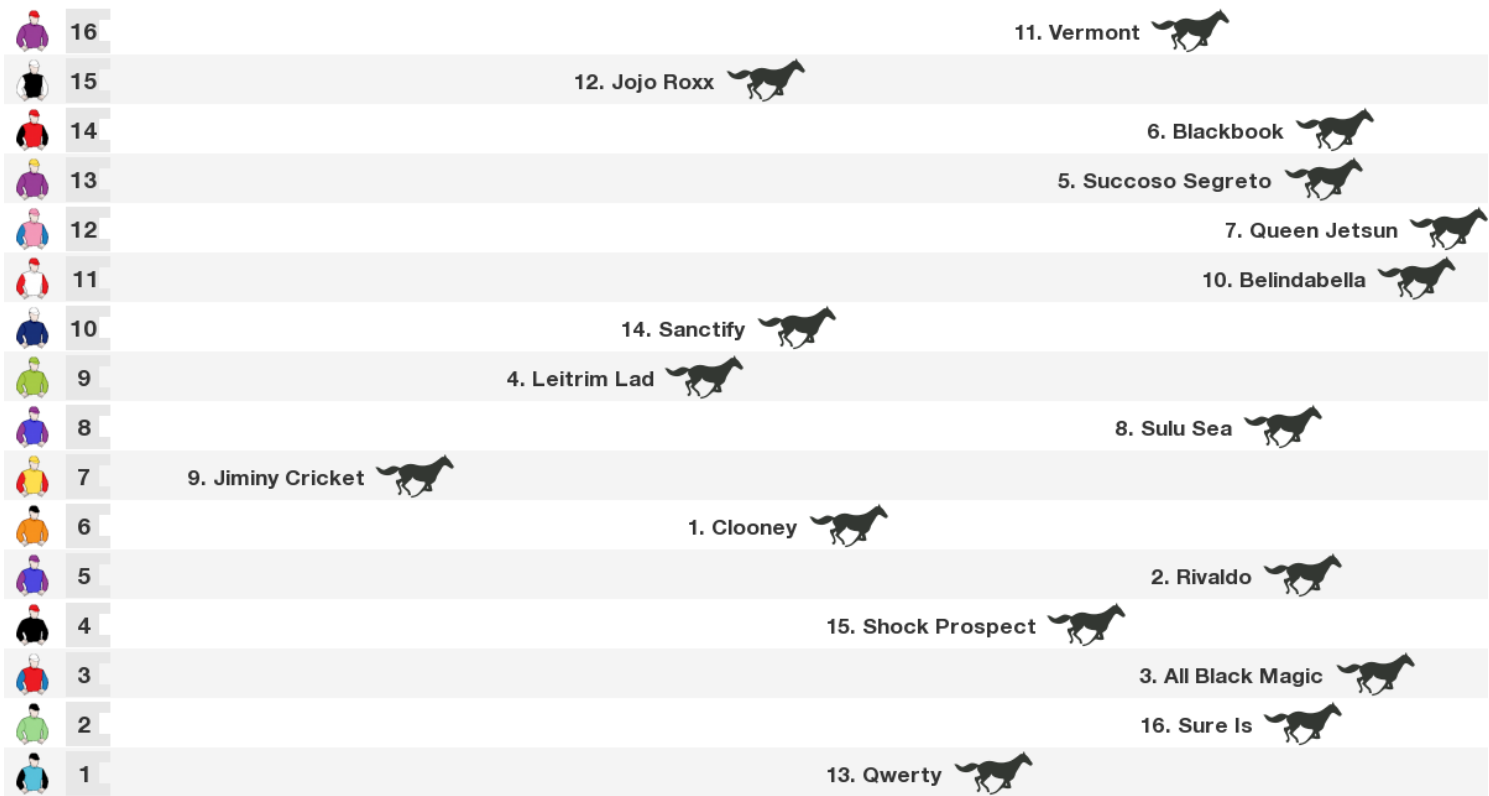 16 11. Vermont
15 12. Jojo Roxx
14 6. Blackbook
13 5. Succoso Segreto
12 7. Queen Jetsun
11 10. Belindabella
10 14. Sanctify
9 4. Leitrim Lad
8 8. Sulu Sea
7 9. Jiminy Cricket
6 1. Clooney
5 2. Rivaldo
4 15. Shock Prospect
3 3. All Black Magic
2 16. Sure Is
1 13. Qwerty